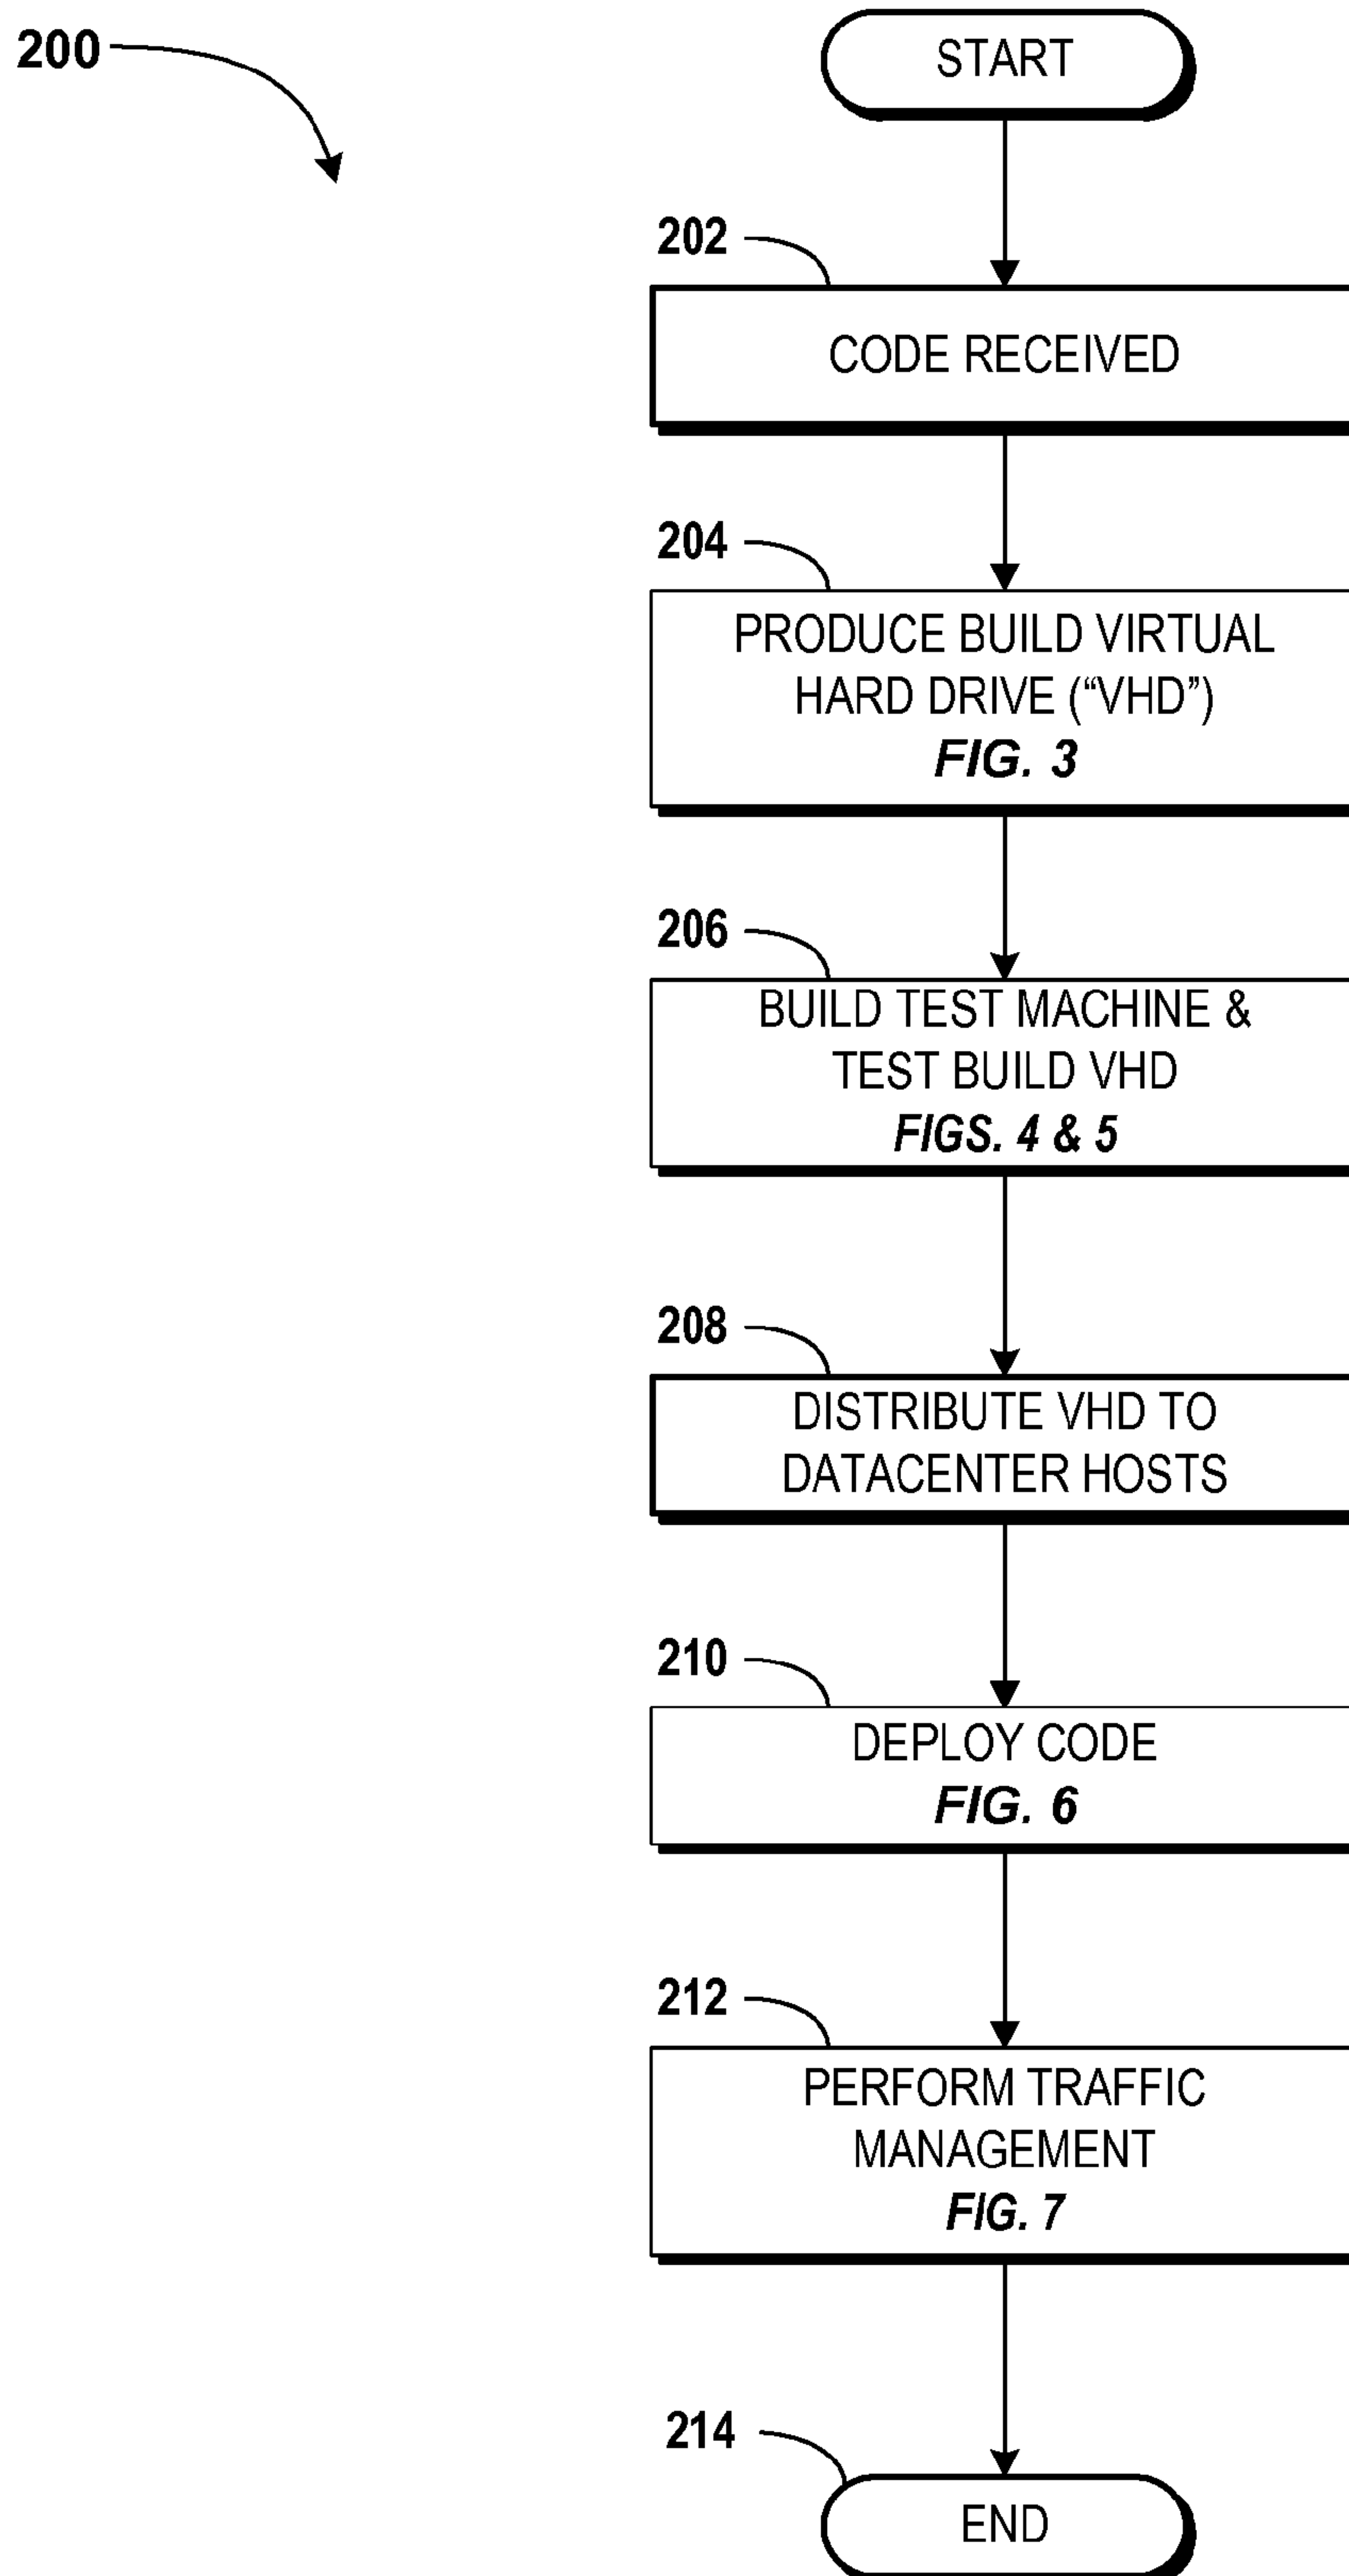 200
START
202
CODE RECEIVED
204
PRODUCE BUILD VIRTUAL
HARD DRIVE (“VHD”)
FIG. 3
206
BUILD TEST MACHINE &
TEST BUILD VHD
FIGS. 4 & 5
208
DISTRIBUTE VHD TO
DATACENTER HOSTS
210
DEPLOY CODE
FIG. 6
212
PERFORM TRAFFIC
MANAGEMENT
FIG. 7
214
END